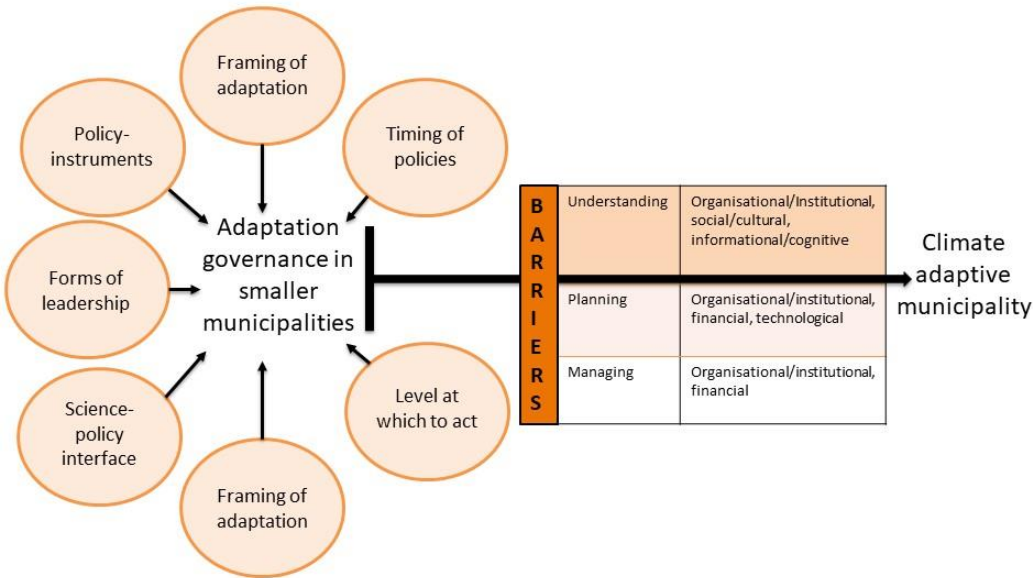 Framing of
adaptation
Policy-
instruments
Timing of
policies
Forms of
leadership
Adaptation
governance in
smaller
municipalities
Science-
policy
interface
Framing of
adaptation
Level at
which to act
BARRIERS
Understanding
Organisational/Institutional,
social/cultural,
informational/cognitive
Planning
Organisational/institutional,
financial, technological
Managing
Organisational/institutional,
financial
Climate
adaptive
municipality